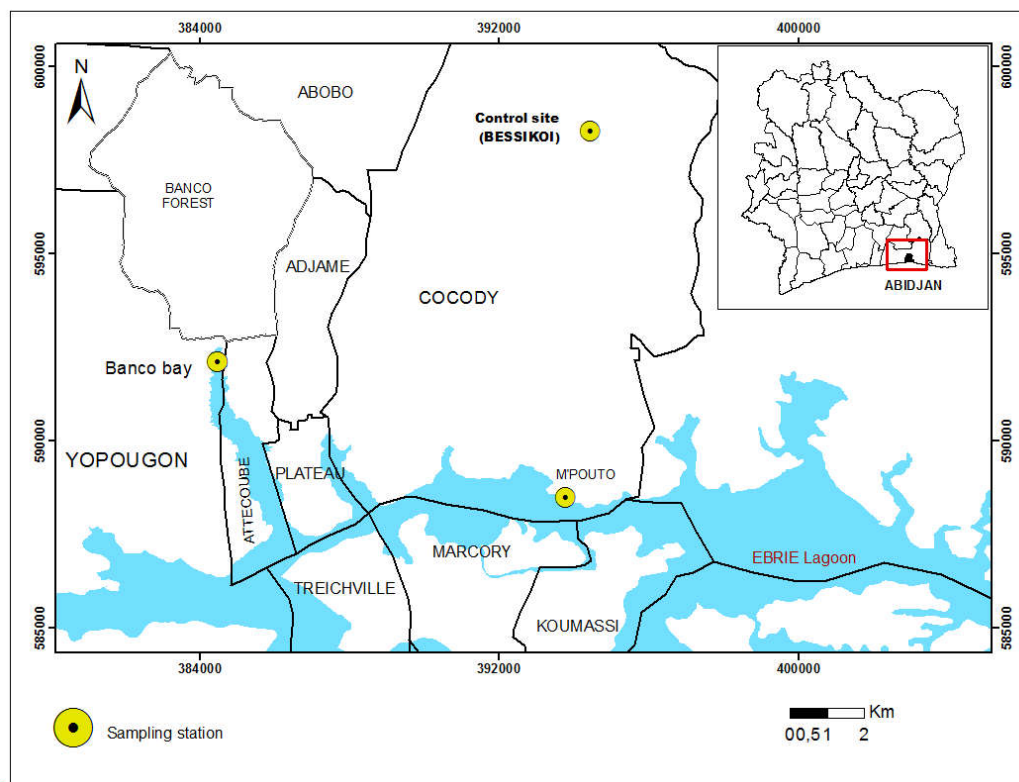 384000
392000
400000
600000
600000
N
ABOBO
Control site
(BESSIKOI)
BANCO
FOREST
595000
595000
ADJAME
ABIDJAN
COCODY
Banco bay
590000
590000
YOPOUGON
PLATEAU
M'POUTO
ATTECOUBE
MARCORY
EBRIE Lagoon
TREICHVILLE
KOUMASSI
585000
585000
384000
392000
400000
Sampling station
Km
00,51 2